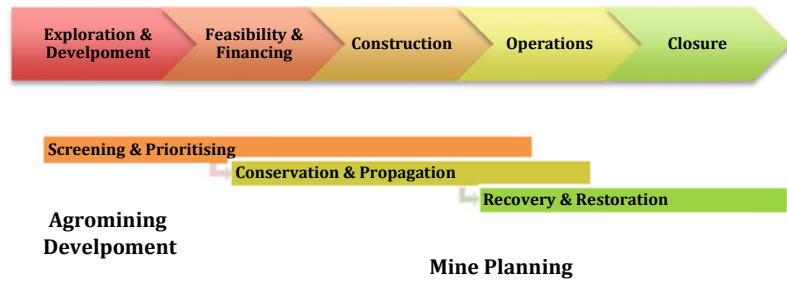 Exploration &
Develpoment
Feasibility &
Financing
Construction
Operations
Closure
Screening & Prioritising
Conservation & Propagation
Recovery & Restoration
Agromining
Develpoment
Mine Planning